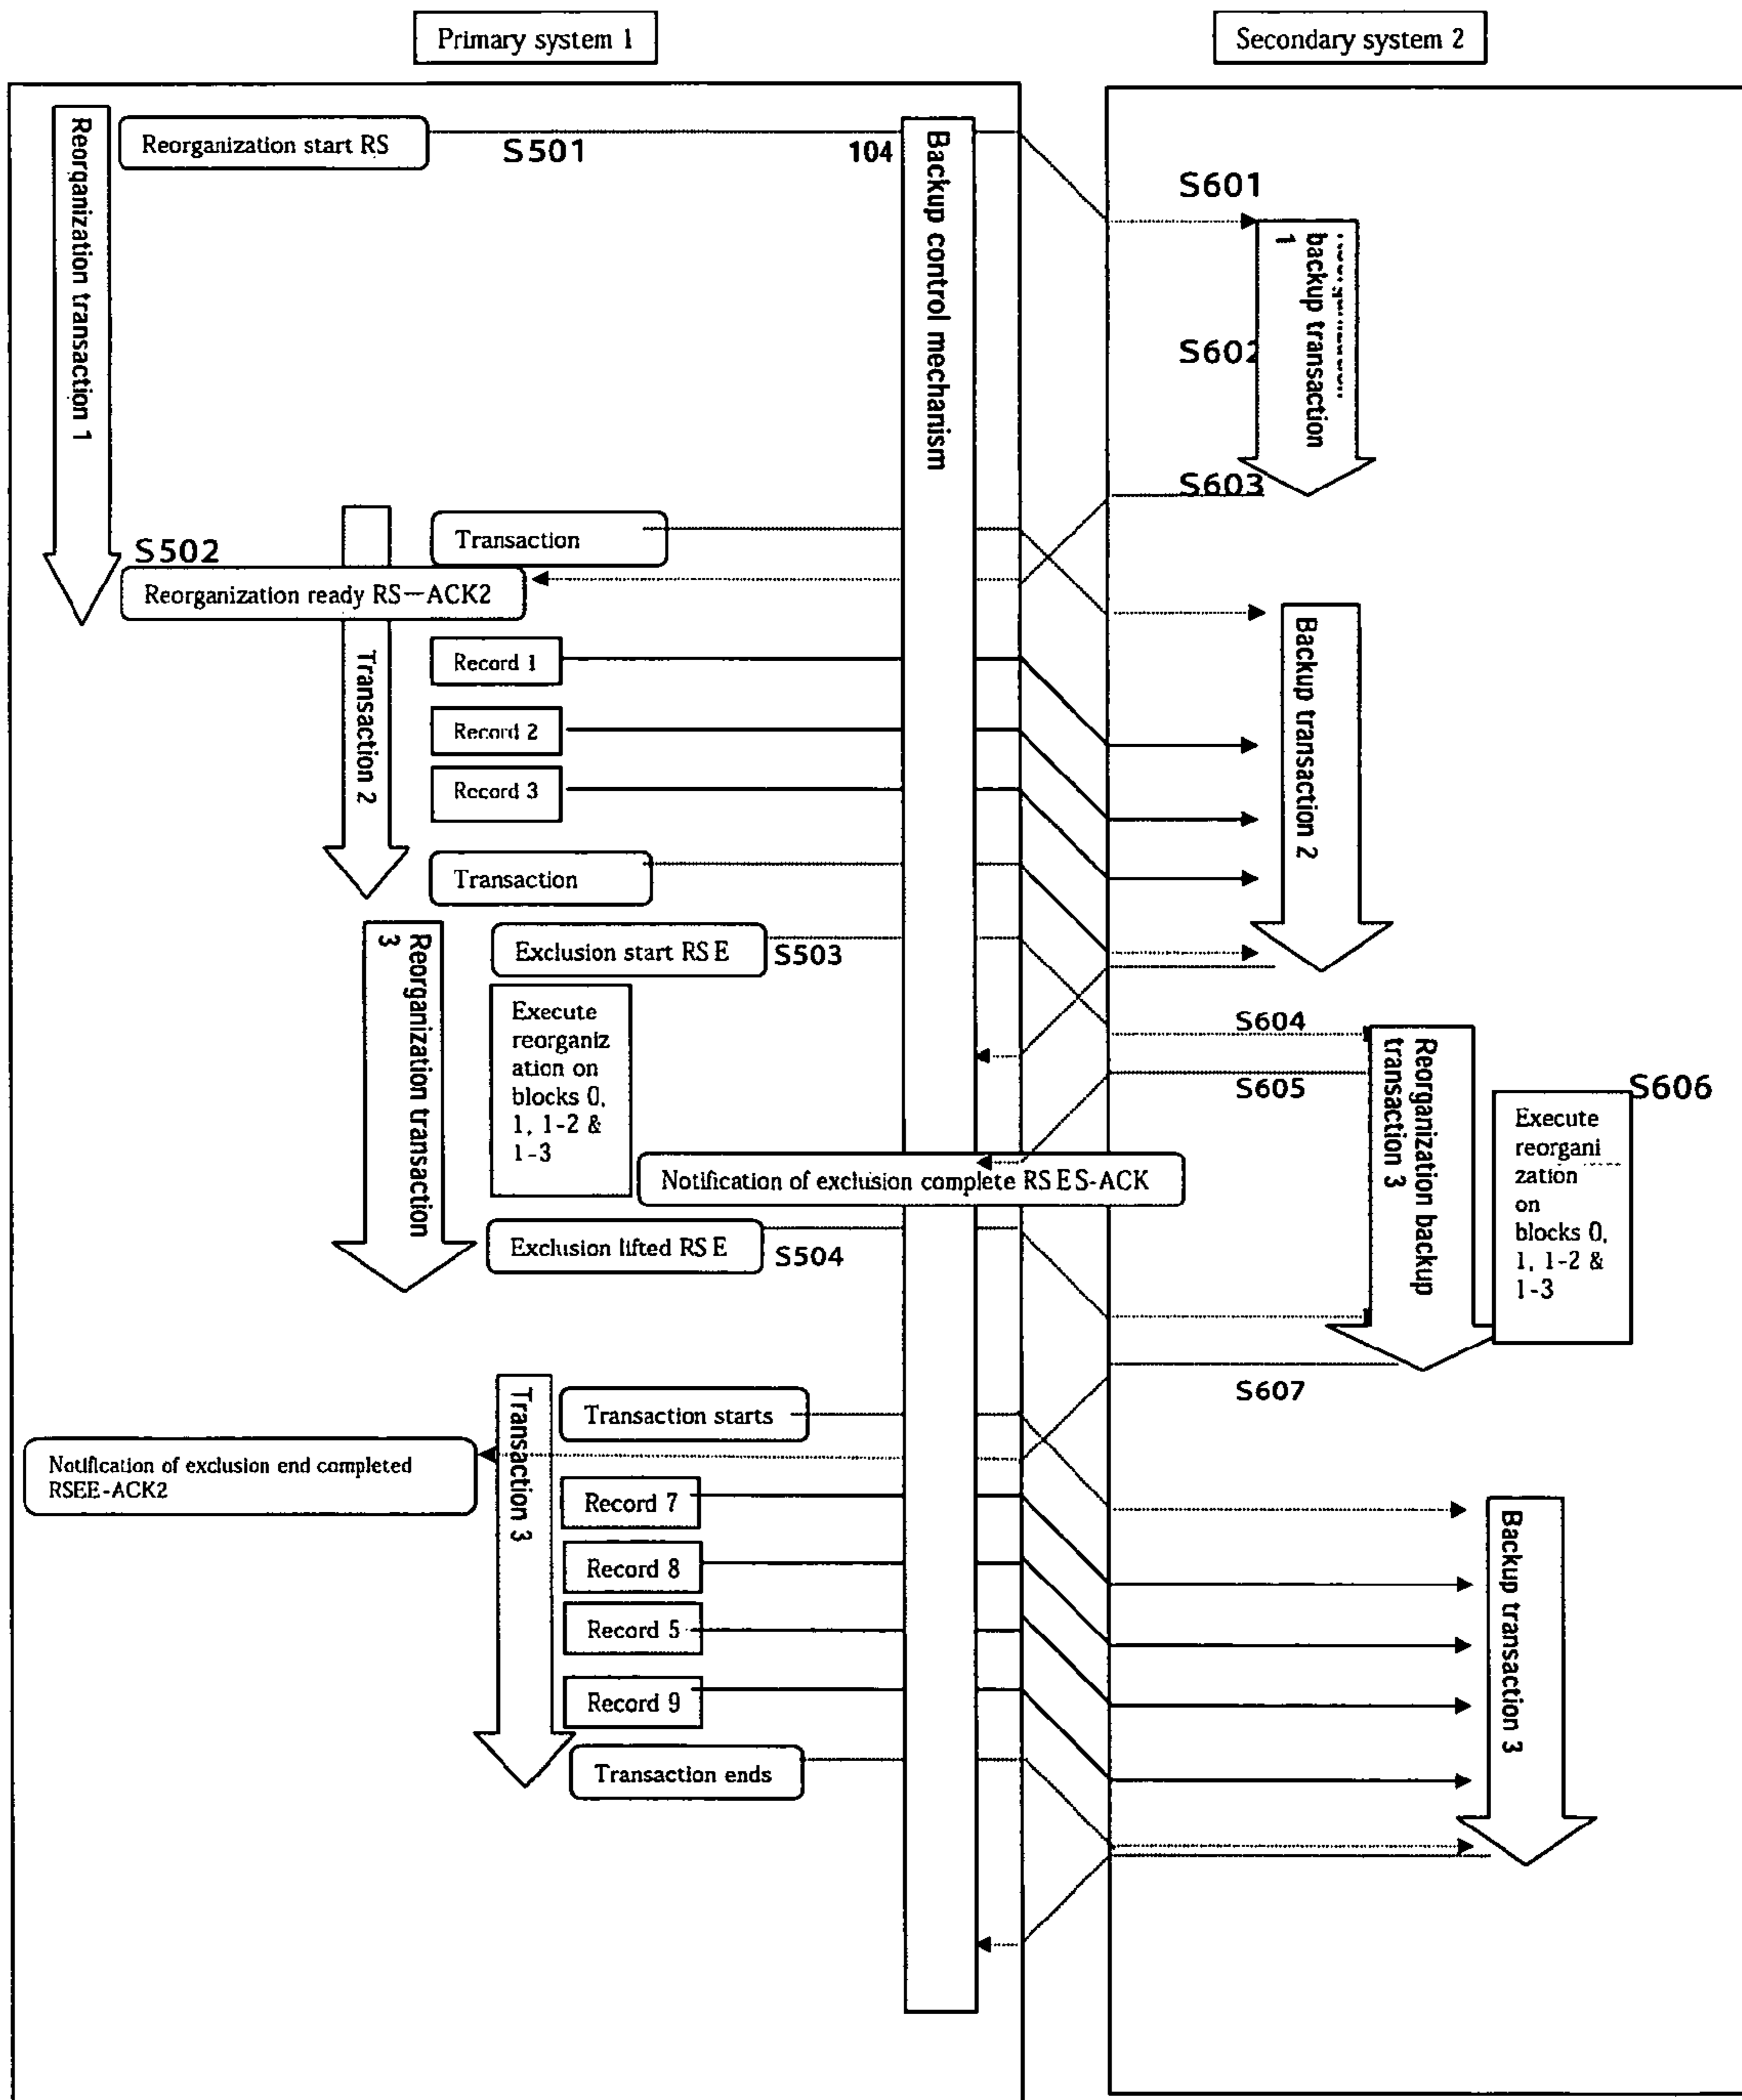 Primary system 1
Secondary system 2
Reorganization transaction 1
Reorganization start RS
S501
104
Backup control mechanism
S601
backup transaction
1
S602
S603
Transaction
S502
Reorganization ready RS—ACK2
Transaction 2
Record 1
Record 2
Record 3
Transaction
Backup transaction 2
Reorganization transaction
3
Exclusion start RS E
S503
Execute
reorganiz
ation on
blocks 0,
1, 1-2 &
1-3
S604
S605
Reorganization backup
transaction 3
S606
Execute
reorgani
zation
on
blocks 0,
1, 1-2 &
1-3
Notification of exclusion complete RS E S-ACK
Exclusion lifted RS E
S504
S607
Transaction 3
Transaction starts
Notification of exclusion end completed
RSEE-ACK2
Record 7
Record 8
Record 5
Record 9
Transaction ends
Backup transaction 3